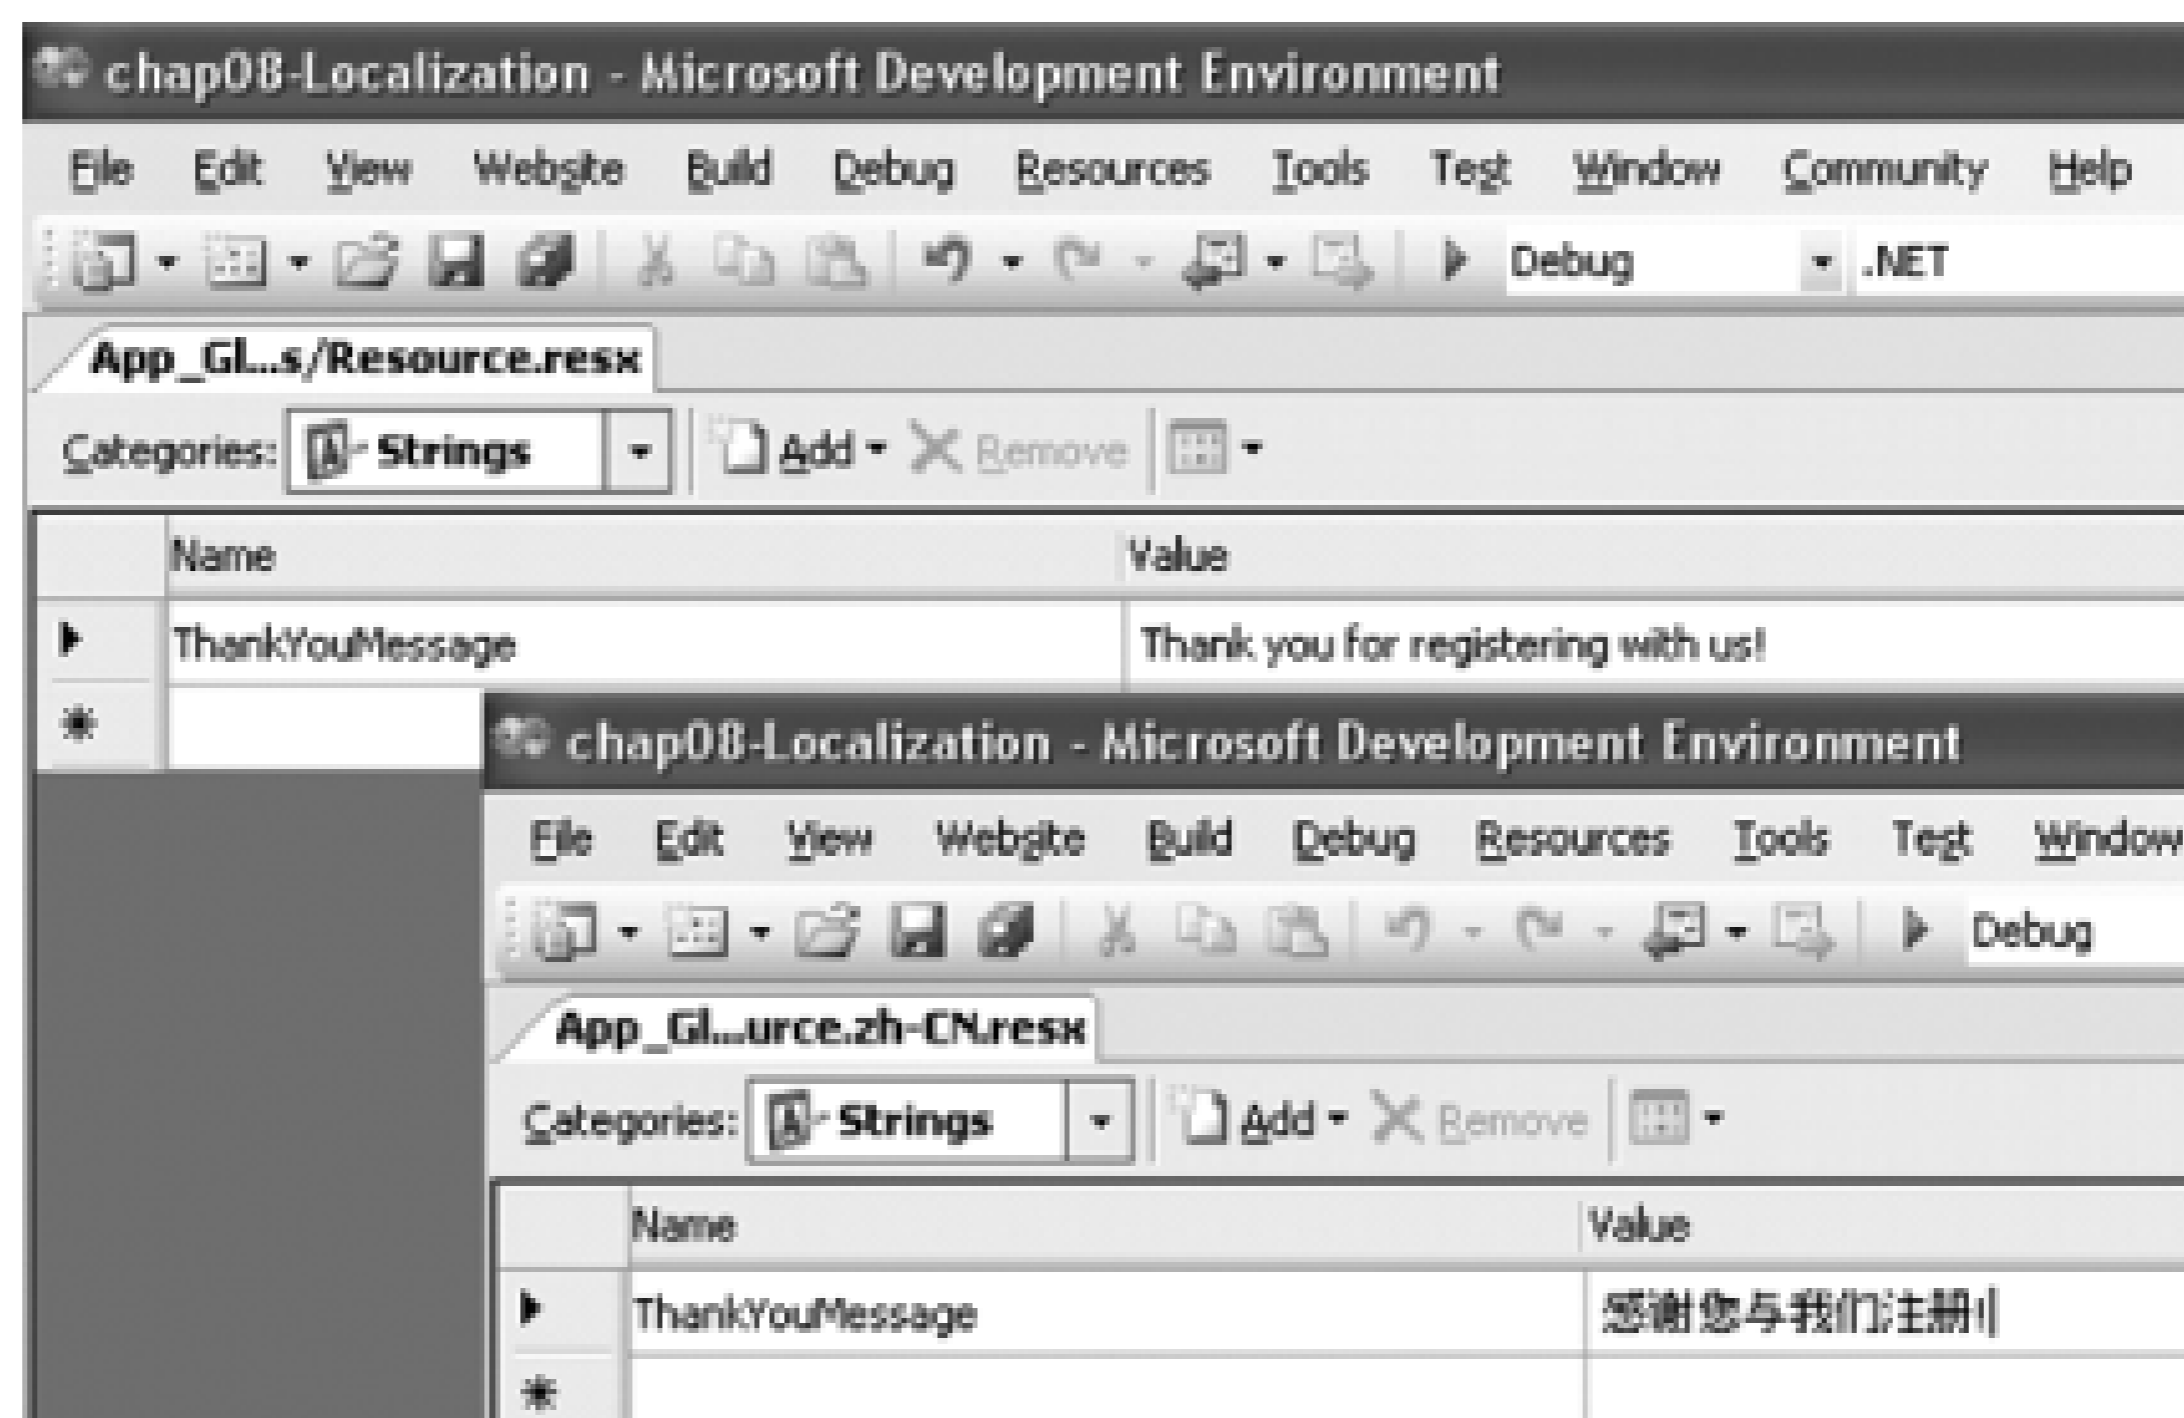 chap08-Localization - Microsoft Development Environment
File Edit View Website Build Debug Resources Tools Test Window Community Help
Debug .NET
App_Gl...s/Resource.resx
Categories: Strings Add Remove
Name Value
ThankYouMessage Thank you for registering with us!
chap08-Localization - Microsoft Development Environment
File Edit View Website Build Debug Resources Tools Test Window
Debug
App_Gl...urce.zh-CN.resx
Categories: Strings Add Remove
Name Value
ThankYouMessage 感谢您与我们注册!